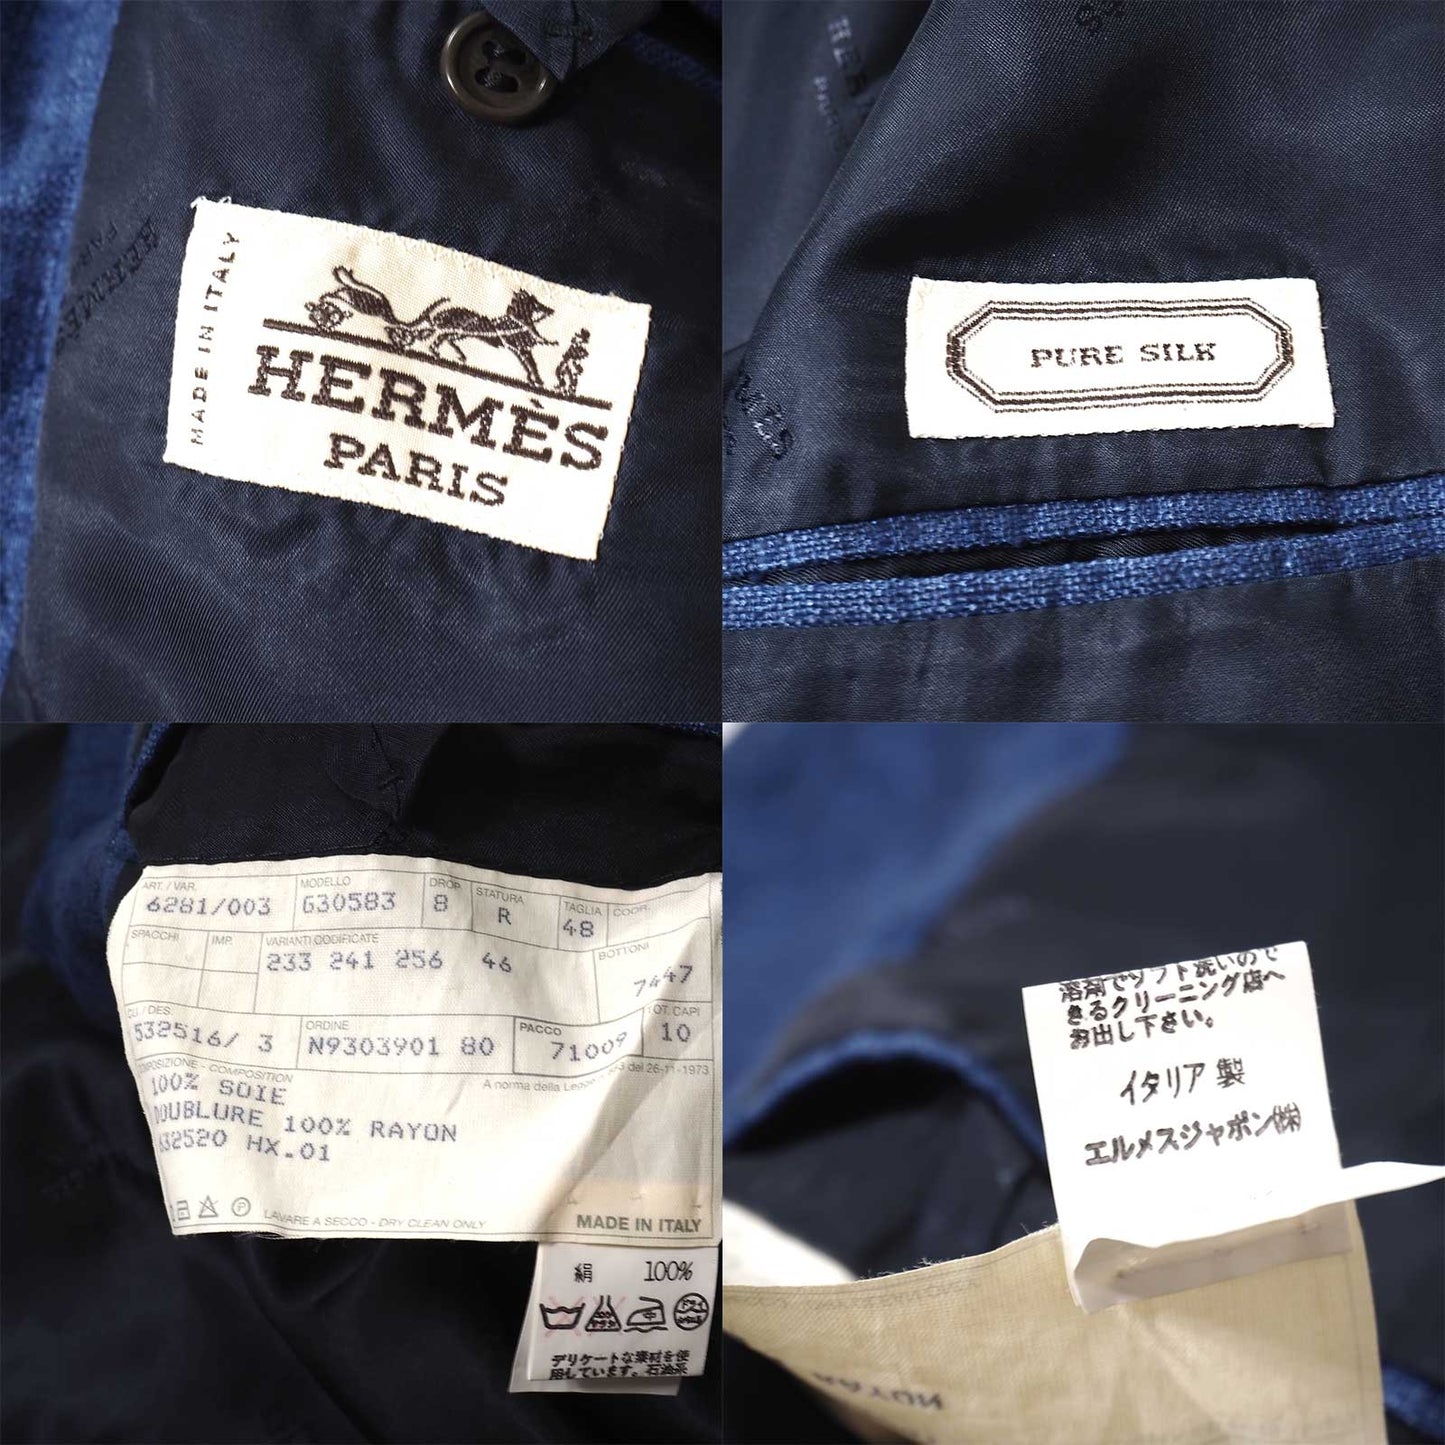 MADE IN ITALY
HERMÈS
PARIS
HERMÈS
PURE SILK
ART. / VAR. MODELLO DROP STATURA TAGLIA COOR.
6281/003 G30583 8 R 48
SPACCHI IMP. VARIANTI CODIFICATE BOTTONI
233 241 256 46 7447
/DES. ORDINE PACCO TOT. CAPI
532516/ 3 N9303901 80 71009 10
COMPOSIZIONE - COMPOSITION A norma della Legge del 26-11-1973
100% SOIE
DOUBLURE 100% RAYON
632520 HX.01
LAVARE A SECCO - DRY CLEAN ONLY
MADE IN ITALY
絹 100%
中
デリケートな素材を使
用しています。石油系
溶剤でソフト洗いので
きるクリーニング店へ
お出し下さい。
イタリア製
エルメスジャポン㈱
RAYON